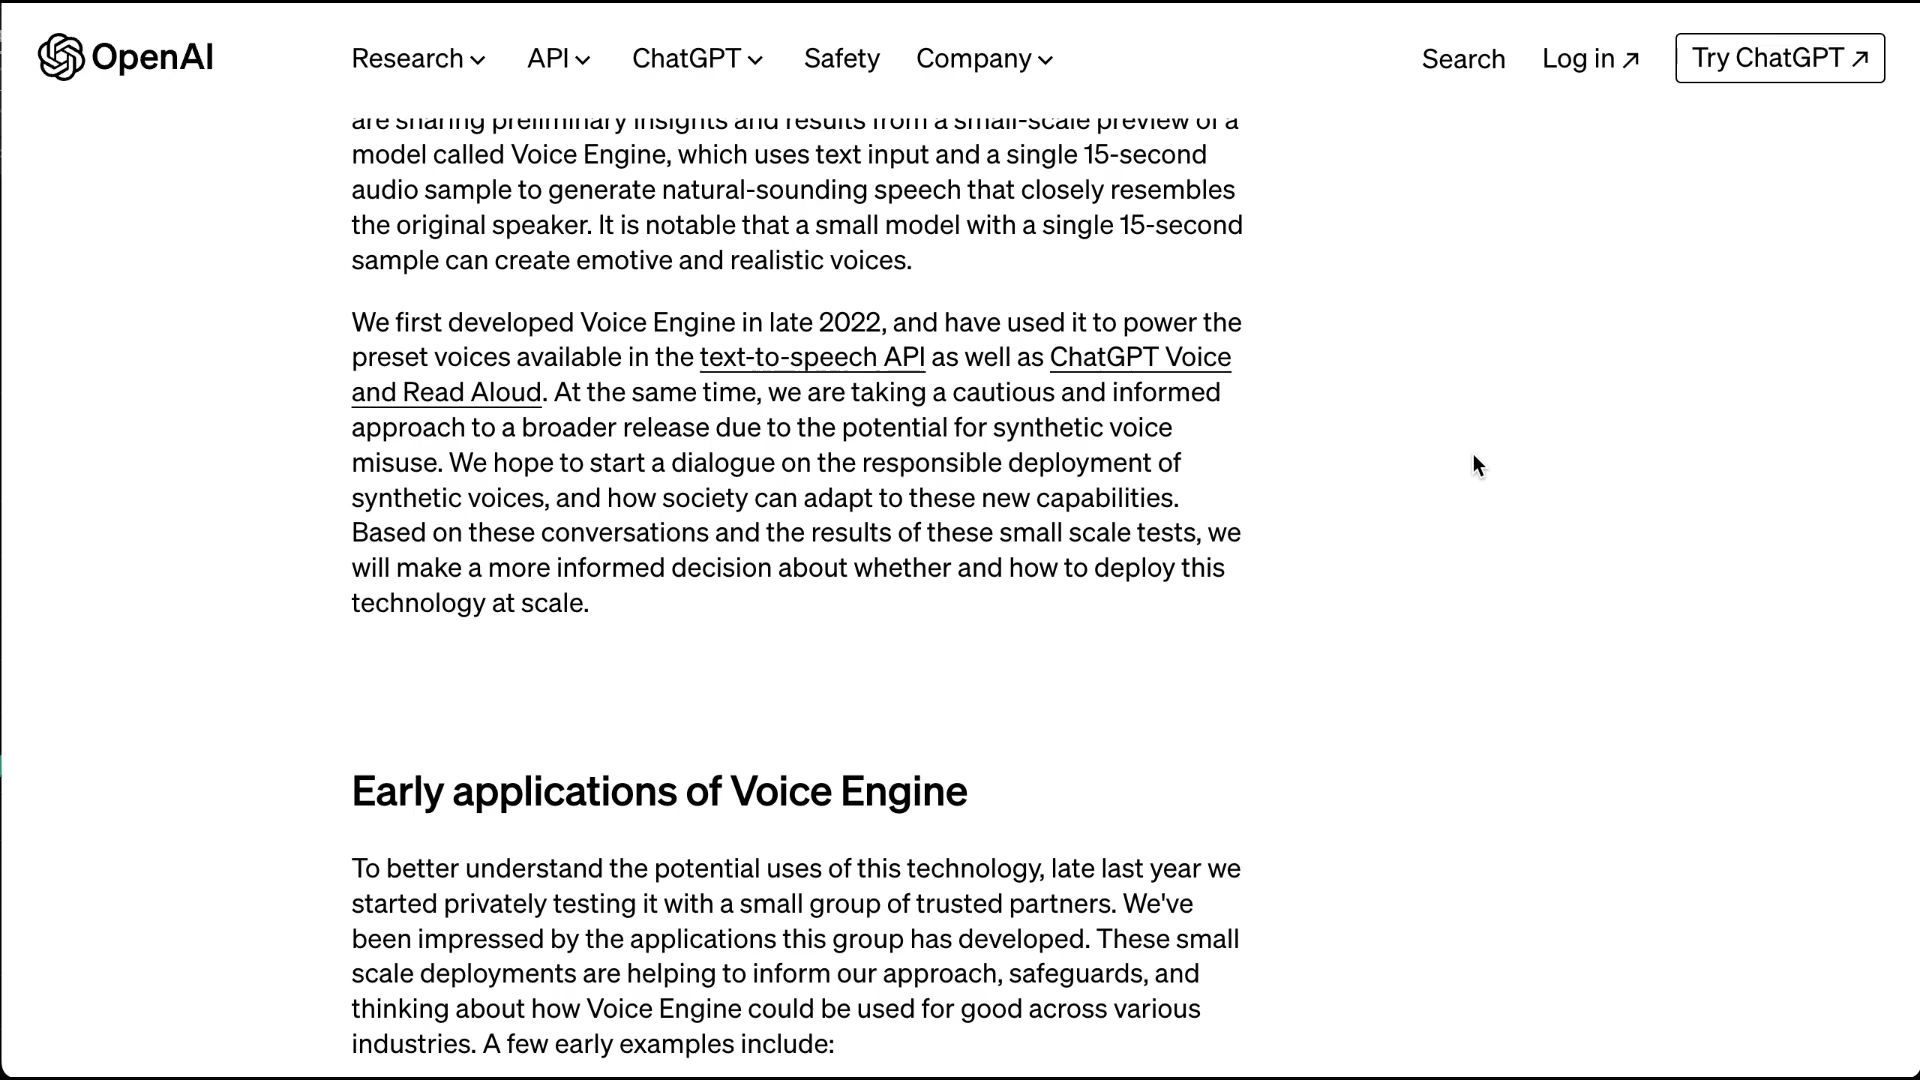 OpenAI
Research API ChatGPT Safety Company Search Log in ↗ Try ChatGPT ↗
are sharing preliminary insights and results from a small-scale preview of a
model called Voice Engine, which uses text input and a single 15-second
audio sample to generate natural-sounding speech that closely resembles
the original speaker. It is notable that a small model with a single 15-second
sample can create emotive and realistic voices.
We first developed Voice Engine in late 2022, and have used it to power the
preset voices available in the text-to-speech API as well as ChatGPT Voice
and Read Aloud. At the same time, we are taking a cautious and informed
approach to a broader release due to the potential for synthetic voice
misuse. We hope to start a dialogue on the responsible deployment of
synthetic voices, and how society can adapt to these new capabilities.
Based on these conversations and the results of these small scale tests, we
will make a more informed decision about whether and how to deploy this
technology at scale.
Early applications of Voice Engine
To better understand the potential uses of this technology, late last year we
started privately testing it with a small group of trusted partners. We've
been impressed by the applications this group has developed. These small
scale deployments are helping to inform our approach, safeguards, and
thinking about how Voice Engine could be used for good across various
industries. A few early examples include: